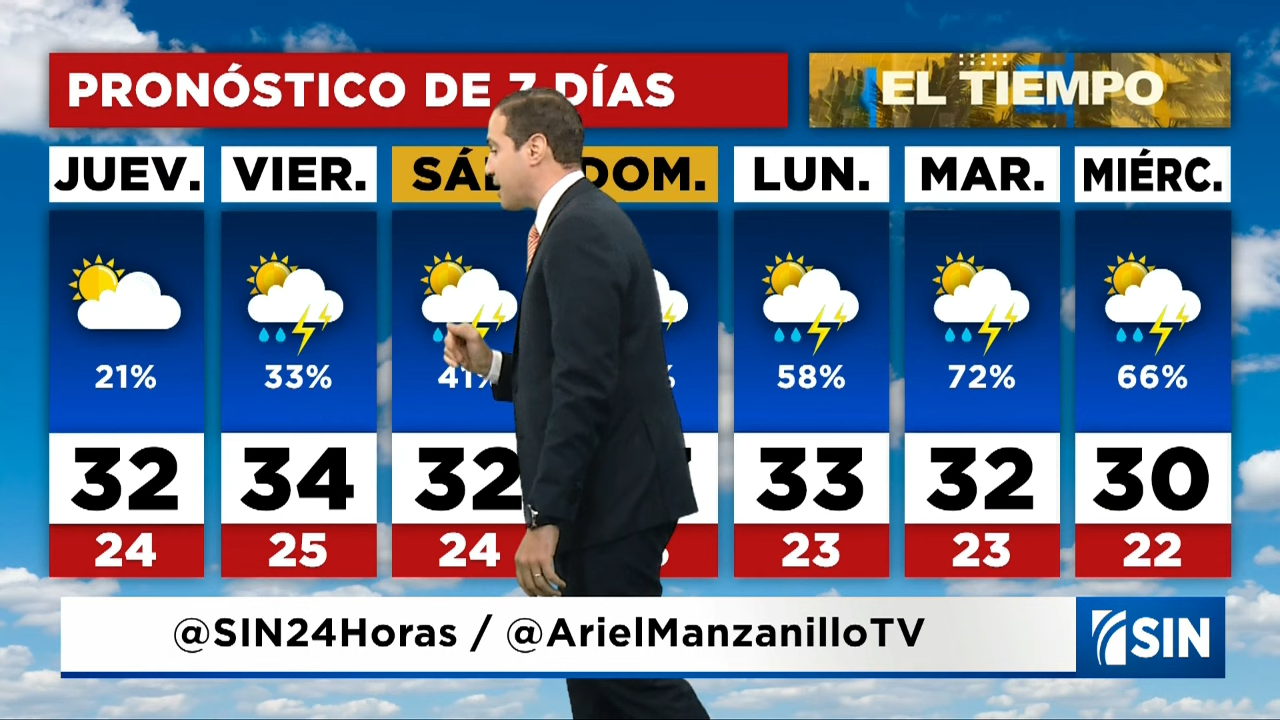 PRONÓSTICO DE 7 DÍAS
EL TIEMPO
JUEV. VIER. DOM. LUN. MAR. MIÉRC.
21% 33% 58% 72% 66%
32 34 32 33 32 30
24 25 24 23 23 22
@SIN24Horas / @ArielManzanilloTV
SIN